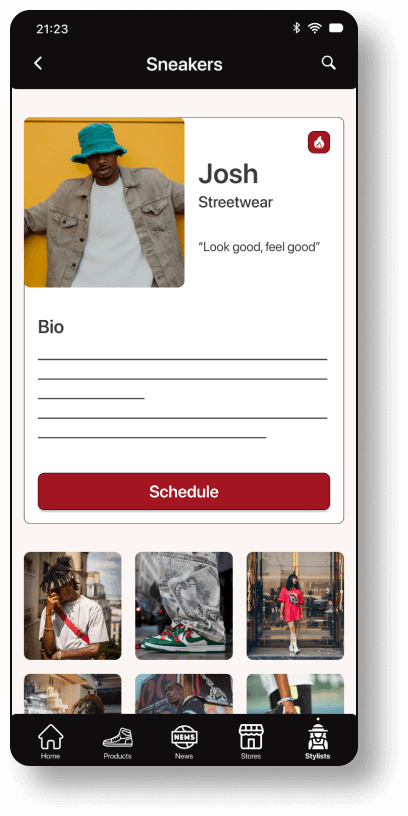 21:23
Sneakers
Josh
Streetwear
“Look good, feel good”
Bio
Schedule
NEWS
Home
Products
News
Stores
Stylists